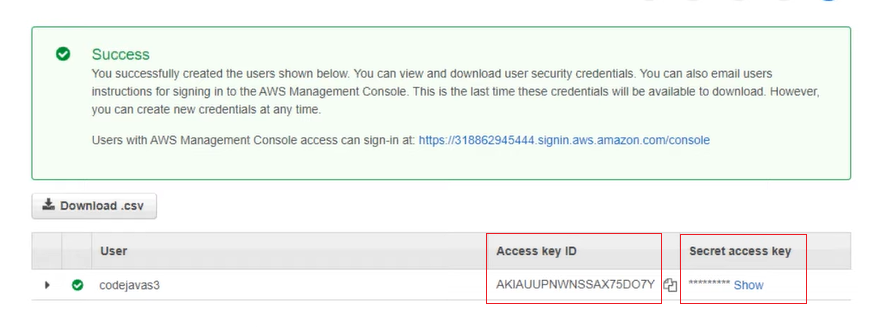 Success
You successfully created the users shown below. You can view and download user security credentials. You can also email users
instructions for signing in to the AWS Management Console. This is the last time these credentials will be available to download. However,
you can create new credentials at any time.
Users with AWS Management Console access can sign-in at: https://318862945444.signin.aws.amazon.com/console
Download .csv
User Access key ID Secret access key
codejavas3 AKIAUUPNWNSSAX75DO7Y ********* Show